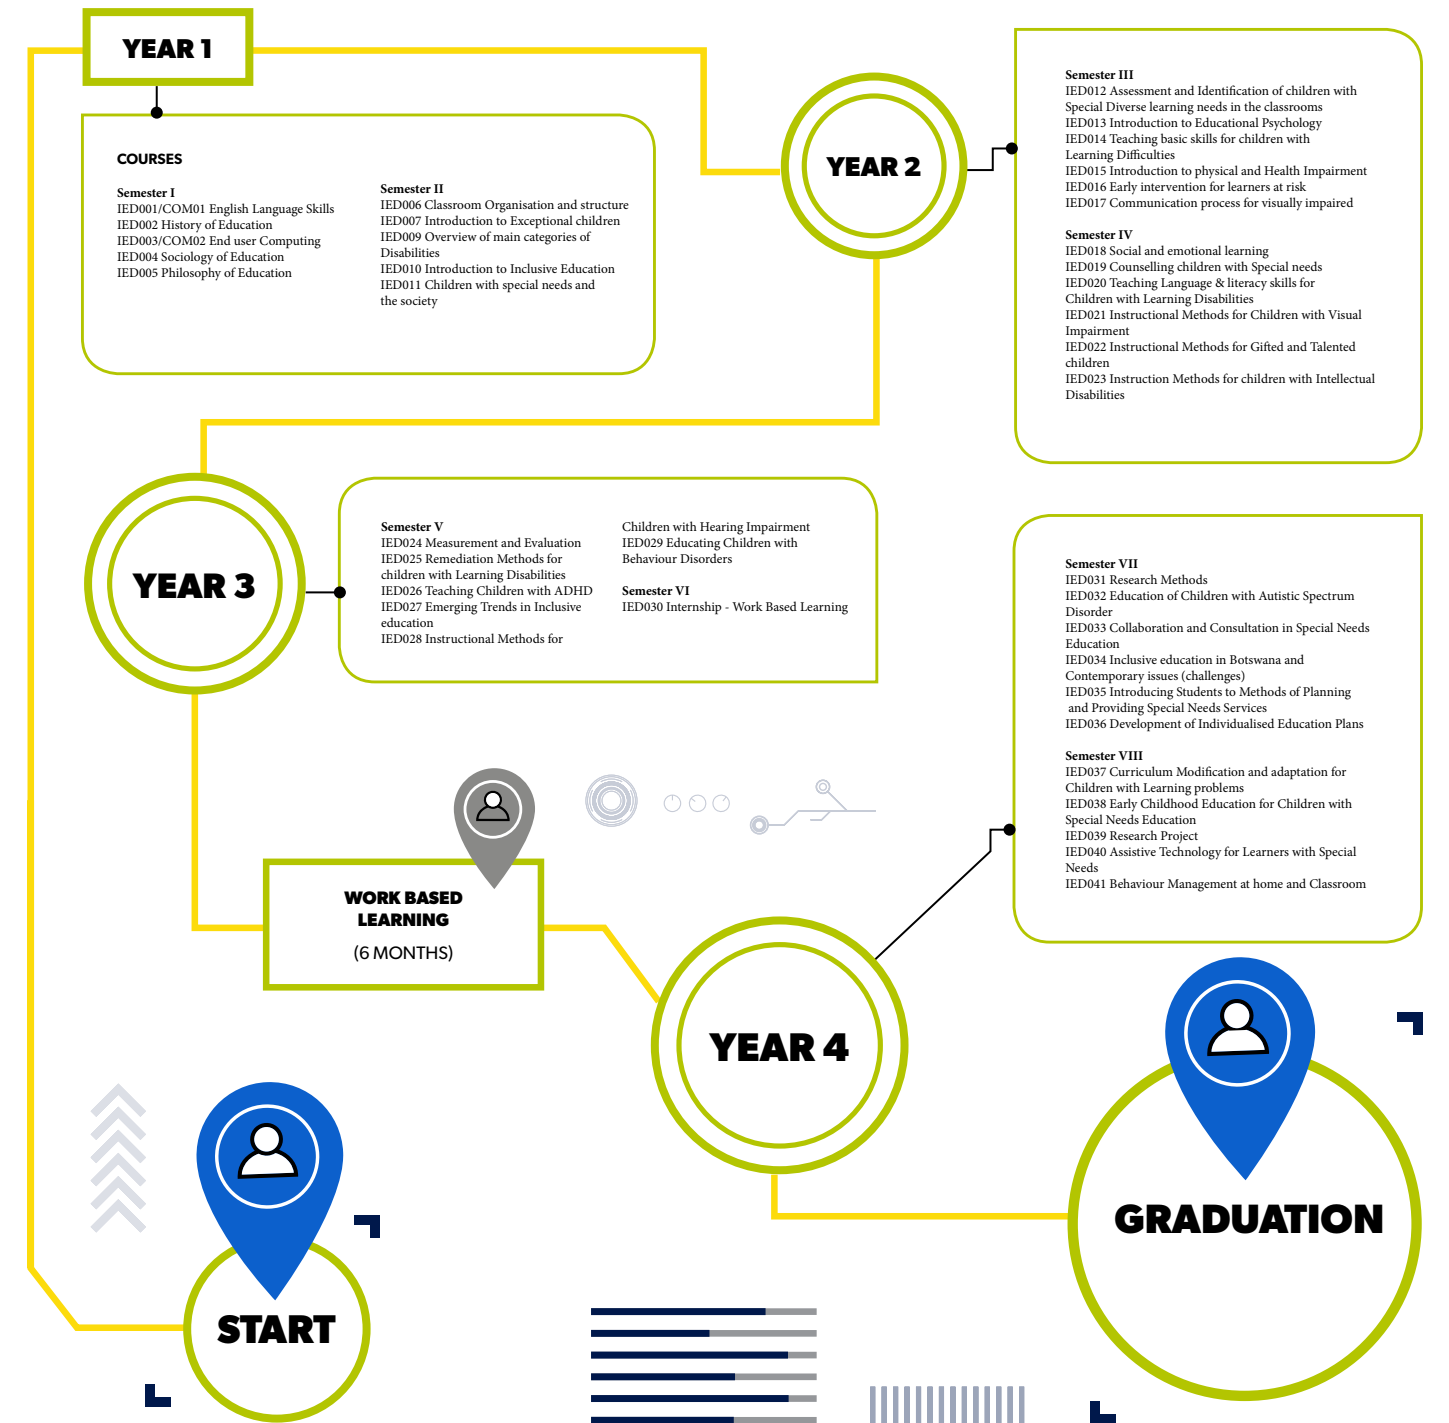 YEAR 1
COURSES
Semester I
IED001/COM01 English Language Skills
IED002 History of Education
IED003/COM02 End user Computing
IED004 Sociology of Education
IED005 Philosophy of Education
Semester II
IED006 Classroom Organisation and structure
IED007 Introduction to Exceptional children
IED009 Overview of main categories of
Disabilities
IED010 Introduction to Inclusive Education
IED011 Children with special needs and
the society
YEAR 2
Semester III
IED012 Assessment and Identification of children with
Special Diverse learning needs in the classrooms
IED013 Introduction to Educational Psychology
IED014 Teaching basic skills for children with
Learning Difficulties
IED015 Introduction to physical and Health Impairment
IED016 Early intervention for learners at risk
IED017 Communication process for visually impaired
Semester IV
IED018 Social and emotional learning
IED019 Counselling children with Special needs
IED020 Teaching Language & literacy skills for
Children with Learning Disabilities
IED021 Instructional Methods for Children with Visual
Impairment
IED022 Instructional Methods for Gifted and Talented
children
IED023 Instruction Methods for children with Intellectual
Disabilities
YEAR 3
Semester V
IED024 Measurement and Evaluation
IED025 Remediation Methods for
children with Learning Disabilities
IED026 Teaching Children with ADHD
IED027 Emerging Trends in Inclusive
education
IED028 Instructional Methods for
Children with Hearing Impairment
IED029 Educating Children with
Behaviour Disorders
Semester VI
IED030 Internship - Work Based Learning
WORK BASED
LEARNING
(6 MONTHS)
YEAR 4
Semester VII
IED031 Research Methods
IED032 Education of Children with Autistic Spectrum
Disorder
IED033 Collaboration and Consultation in Special Needs
Education
IED034 Inclusive education in Botswana and
Contemporary issues (challenges)
IED035 Introducing Students to Methods of Planning
and Providing Special Needs Services
IED036 Development of Individualised Education Plans
Semester VIII
IED037 Curriculum Modification and adaptation for
Children with Learning problems
IED038 Early Childhood Education for Children with
Special Needs Education
IED039 Research Project
IED040 Assistive Technology for Learners with Special
Needs
IED041 Behaviour Management at home and Classroom
GRADUATION
START